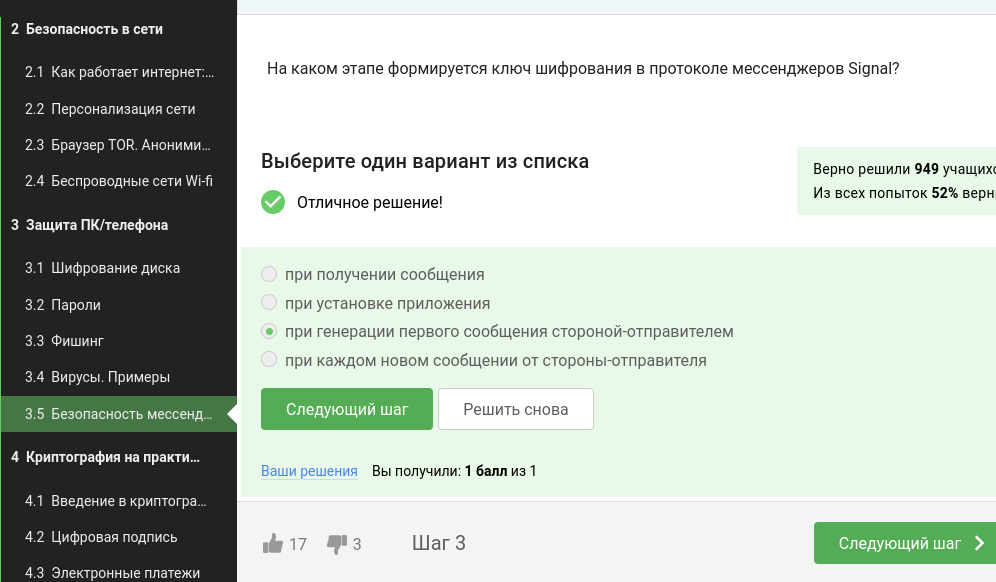 2 Безопасность в сети
2.1 Как работает интернет:...
2.2 Персонализация сети
2.3 Браузер TOR. Аноними...
2.4 Беспроводные сети Wi-fi
3 Защита ПК/телефона
3.1 Шифрование диска
3.2 Пароли
3.3 Фишинг
3.4 Вирусы. Примеры
3.5 Безопасность мессенд...
4 Криптография на практи...
4.1 Введение в криптогра...
4.2 Цифровая подпись
4.3 Электронные платежи
На каком этапе формируется ключ шифрования в протоколе мессенджеров Signal?
Выберите один вариант из списка
Отличное решение!
Верно решили 949 учащихс
Из всех попыток 52% верн
при получении сообщения
при установке приложения
при генерации первого сообщения стороной-отправителем
при каждом новом сообщении от стороны-отправителя
Следующий шаг
Решить снова
Ваши решения Вы получили: 1 балл из 1
17 3 Шаг 3
Следующий шаг